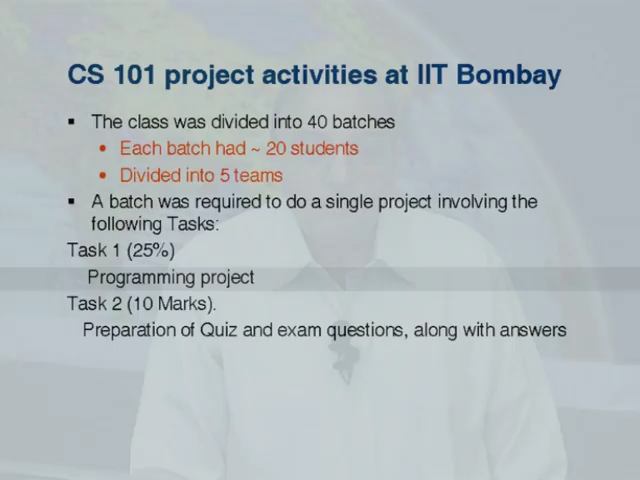 CS 101 project activities at IIT Bombay
▪ The class was divided into 40 batches
• Each batch had ~ 20 students
• Divided into 5 teams
▪ A batch was required to do a single project involving the
following Tasks:
Task 1 (25%)
Programming project
Task 2 (10 Marks).
Preparation of Quiz and exam questions, along with answers